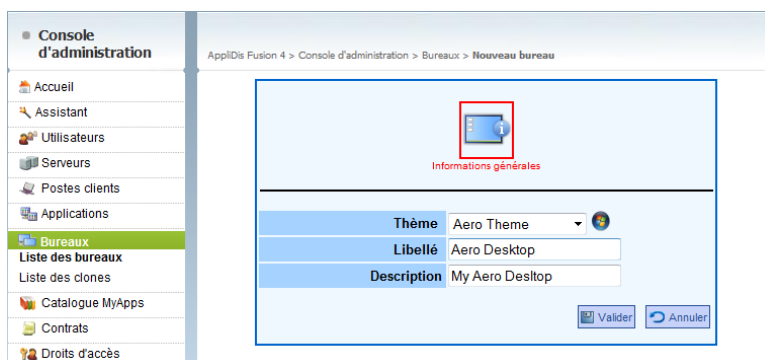 Console
d'administration
AppliDis Fusion 4 > Console d'administration > Bureaux > Nouveau bureau
Accueil
Assistant
Utilisateurs
Serveurs
Postes clients
Applications
Bureaux
Liste des bureaux
Liste des clones
Catalogue MyApps
Contrats
Droits d'accès
Informations générales
Thème Aero Theme
Libellé Aero Desktop
Description My Aero Desltop
Valider Annuler